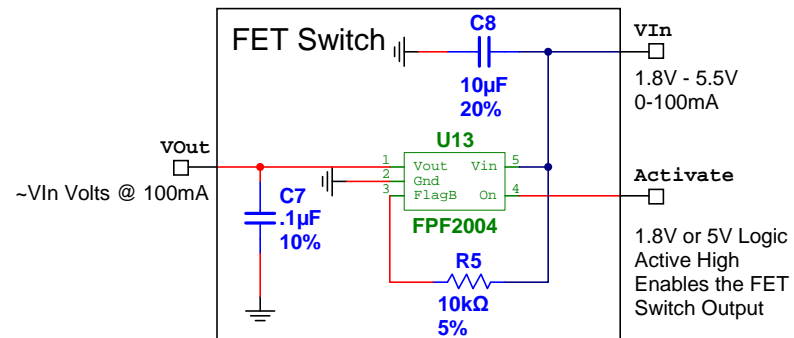 FET Switch
C8
10µF
20%
VIn
1.8V - 5.5V
0-100mA
VOut
~VIn Volts @ 100mA
C7
.1µF
10%
U13
1 Vout Vin 5
2 Gnd
3 FlagB On 4
FPF2004
R5
10kΩ
5%
Activate
1.8V or 5V Logic
Active High
Enables the FET
Switch Output